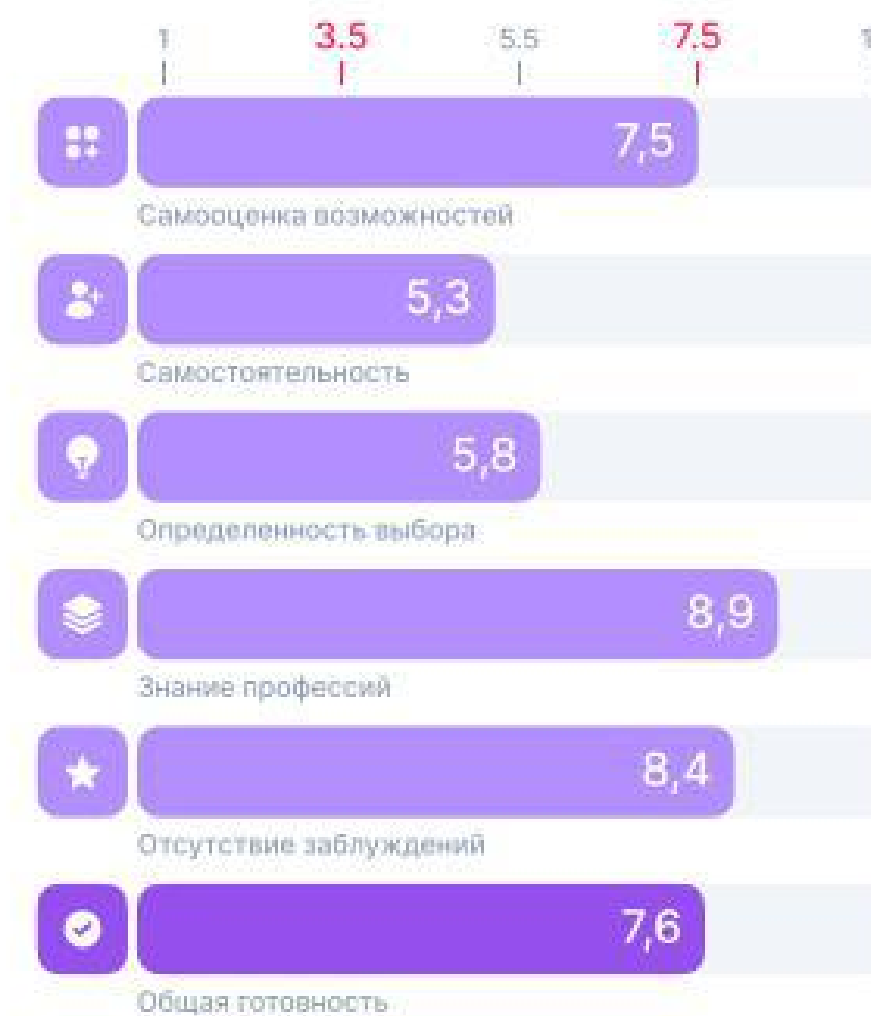 1 3.5 5.5 7.5
7,5
Самооценка возможностей
5,3
Самостоятельность
5,8
Определенность выбора
8,9
Знание профессий
8,4
Отсутствие заблуждений
7,6
Общая готовность